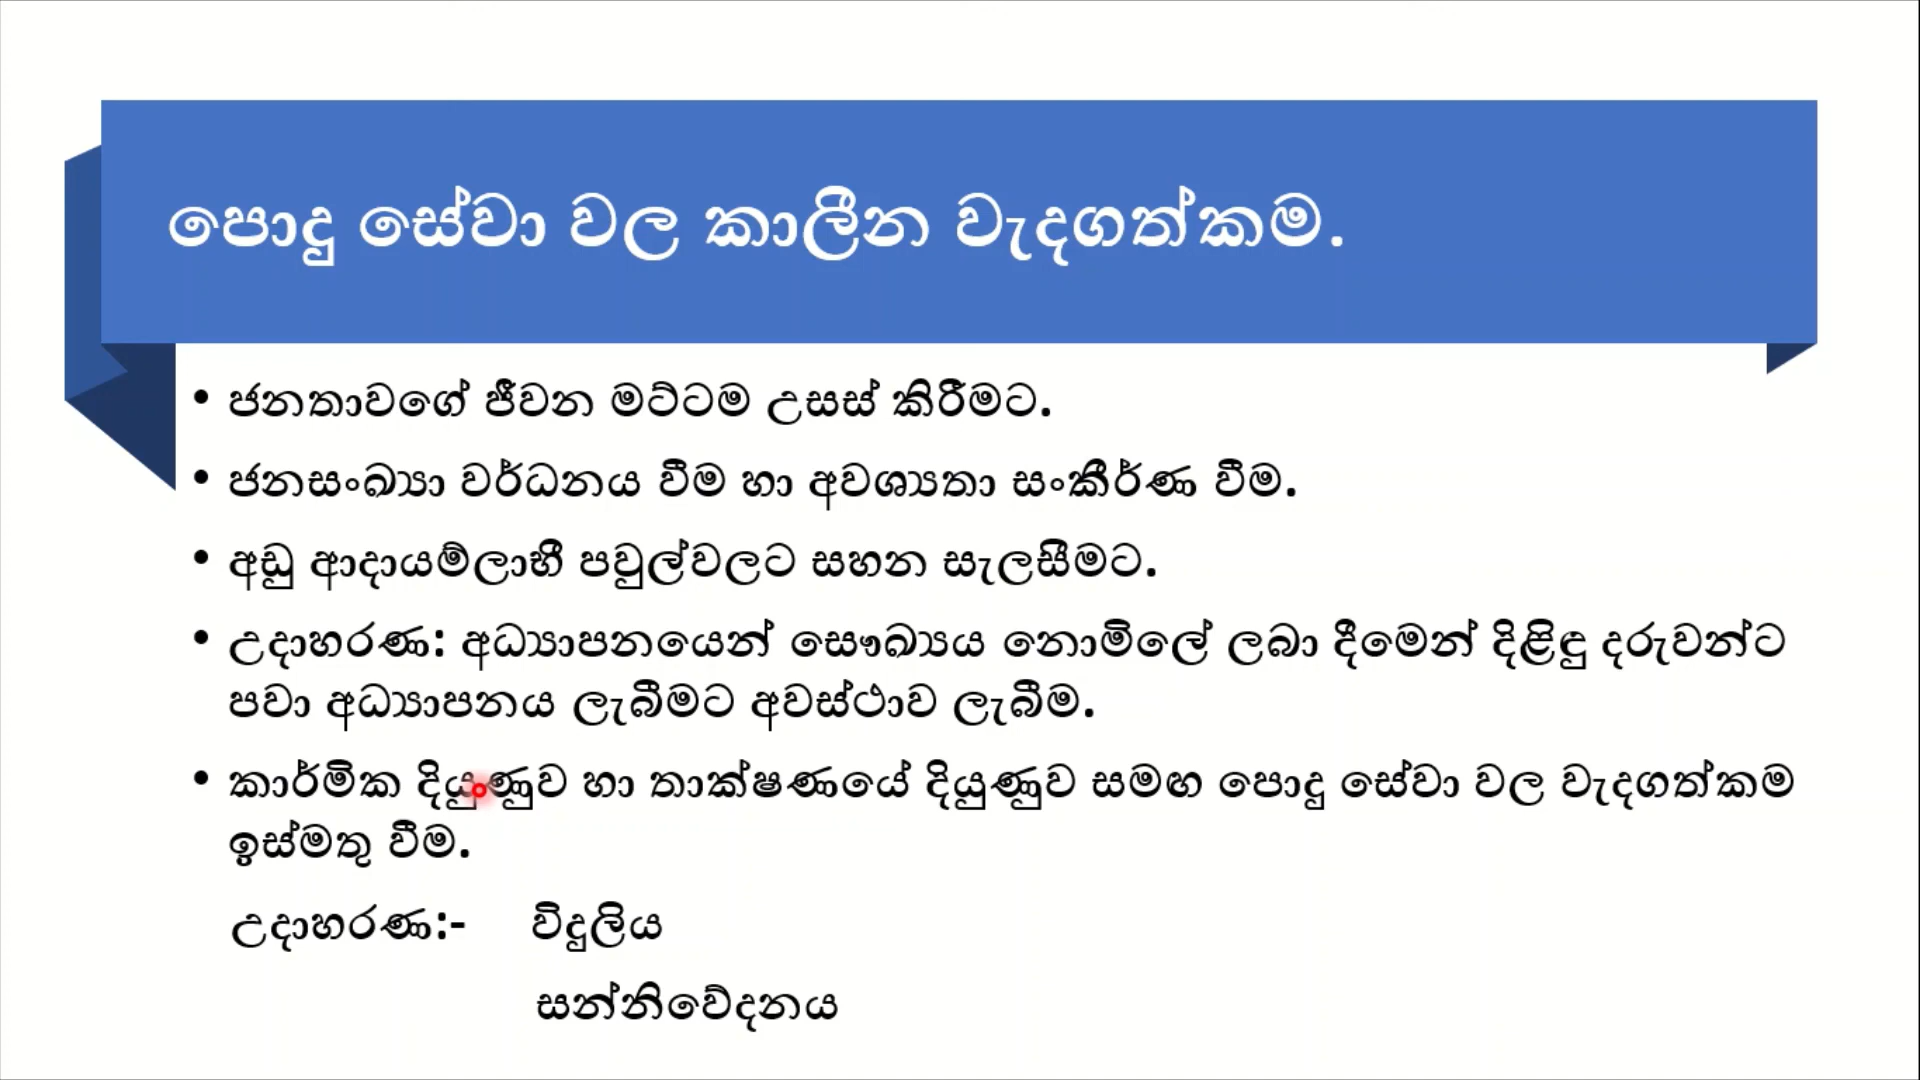 පොදු සේවා වල කාලීන වැදගත්කම.
• ජනතාවගේ ජීවන මට්ටම උසස් කිරීමට.
• ජනසංඛ්‍යා වර්ධනය වීම හා අවශ්‍යතා සංකීර්ණ වීම.
• අඩු ආදායම්ලාභී පවුල්වලට සහන සැලසීමට.
• උදාහරණ: අධ්‍යාපනයෙන් සෞඛ්‍යය නොමිලේ ලබා දීමෙන් දිළිඳු දරුවන්ට
පවා අධ්‍යාපනය ලැබීමට අවස්ථාව ලැබීම.
• කාර්මික දියුණුව හා තාක්ෂණයේ දියුණුව සමඟ පොදු සේවා වල වැදගත්කම
ඉස්මතු වීම.
උදාහරණ:- විදුලිය
සන්නිවේදනය